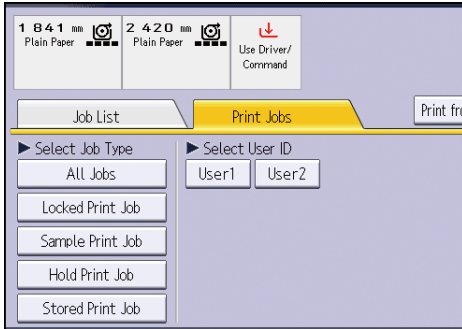 1 841 mm
Plain Paper
2 420 mm
Plain Paper
Use Driver/
Command
Job List
Print Jobs
Select Job Type
Select User ID
All Jobs
User1
User2
Locked Print Job
Sample Print Job
Hold Print Job
Stored Print Job